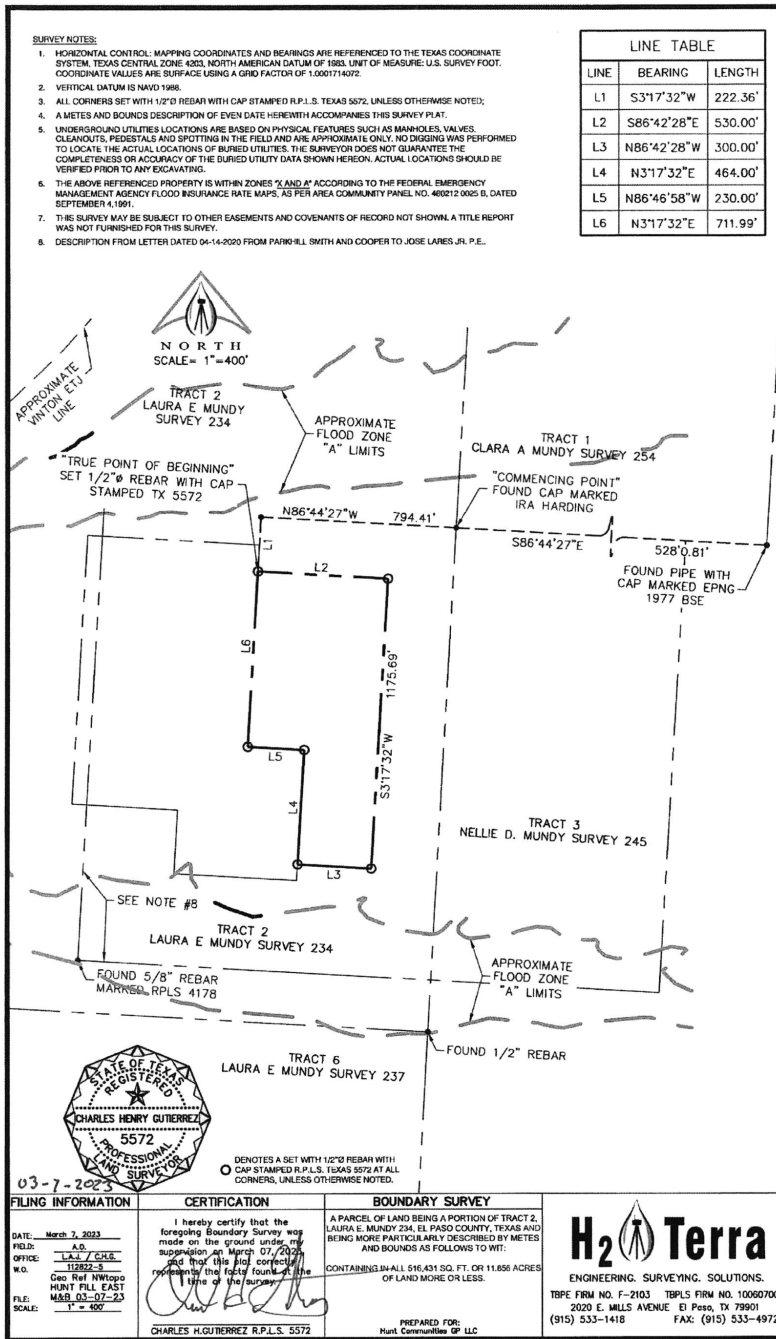 SURVEY NOTES:
1. HORIZONTAL CONTROL: MAPPING COORDINATES AND BEARINGS ARE REFERENCED TO THE TEXAS COORDINATE
SYSTEM, TEXAS CENTRAL ZONE 4203, NORTH AMERICAN DATUM OF 1983. UNIT OF MEASURE: U.S. SURVEY FOOT.
COORDINATE VALUES ARE SURFACE USING A GRID FACTOR OF 1.0001714072.
2. VERTICAL DATUM IS NAVD 1988.
3. ALL CORNERS SET WITH 1/2"Ø REBAR WITH CAP STAMPED R.P.L.S. TEXAS 5572, UNLESS OTHERWISE NOTED;
4. A METES AND BOUNDS DESCRIPTION OF EVEN DATE HEREWITH ACCOMPANIES THIS SURVEY PLAT.
5. UNDERGROUND UTILITIES LOCATIONS ARE BASED ON PHYSICAL FEATURES SUCH AS MANHOLES, VALVES,
CLEANOUTS, PEDESTALS AND SPOTTING IN THE FIELD AND ARE APPROXIMATE ONLY. NO DIGGING WAS PERFORMED
TO LOCATE THE ACTUAL LOCATIONS OF BURIED UTILITIES. THE SURVEYOR DOES NOT GUARANTEE THE
COMPLETENESS OR ACCURACY OF THE BURIED UTILITY DATA SHOWN HEREON. ACTUAL LOCATIONS SHOULD BE
VERIFIED PRIOR TO ANY EXCAVATING.
6. THE ABOVE REFERENCED PROPERTY IS WITHIN ZONES "X AND A" ACCORDING TO THE FEDERAL EMERGENCY
MANAGEMENT AGENCY FLOOD INSURANCE RATE MAPS, AS PER AREA COMMUNITY PANEL NO. 480212 0025 B, DATED
SEPTEMBER 4,1991.
7. THIS SURVEY MAY BE SUBJECT TO OTHER EASEMENTS AND COVENANTS OF RECORD NOT SHOWN. A TITLE REPORT
WAS NOT FURNISHED FOR THIS SURVEY.
8. DESCRIPTION FROM LETTER DATED 04-14-2020 FROM PARKHILL SMITH AND COOPER TO JOSE LARES JR. P.E..
LINE TABLE
LINE BEARING LENGTH
L1 S3°17'32"W 222.36'
L2 S86°42'28"E 530.00'
L3 N86°42'28"W 300.00'
L4 N3°17'32"E 464.00'
L5 N86°46'58"W 230.00'
L6 N3°17'32"E 711.99'
NORTH
SCALE= 1"=400'
APPROXIMATE
VINTON ETJ
LINE
TRACT 2
LAURA E MUNDY
SURVEY 234
APPROXIMATE
FLOOD ZONE
"A" LIMITS
TRACT 1
CLARA A MUNDY SURVEY 254
"TRUE POINT OF BEGINNING"
SET 1/2"Ø REBAR WITH CAP
STAMPED TX 5572
"COMMENCING POINT"
FOUND CAP MARKED
IRA HARDING
N86°44'27"W 794.41'
S86°44'27"E
528'0.81'
FOUND PIPE WITH
CAP MARKED EPNG
1977 BSE
L1
L2
L6
1175.69'
S3°17'32"W
L5
L4
L3
TRACT 3
NELLIE D. MUNDY SURVEY 245
SEE NOTE #8
TRACT 2
LAURA E MUNDY SURVEY 234
APPROXIMATE
FLOOD ZONE
"A" LIMITS
FOUND 5/8" REBAR
MARKED RPLS 4178
FOUND 1/2" REBAR
TRACT 6
LAURA E MUNDY SURVEY 237
STATE OF TEXAS
REGISTERED
CHARLES HENRY GUTIERREZ
5572
PROFESSIONAL
LAND SURVEYOR
03-7-2023
DENOTES A SET WITH 1/2"Ø REBAR WITH
CAP STAMPED R.P.L.S. TEXAS 5572 AT ALL
CORNERS, UNLESS OTHERWISE NOTED.
FILING INFORMATION
DATE: March 7, 2023
FIELD: A.O.
OFFICE: L.A.J. / C.H.G.
W.O. 112822-5
Geo Ref NWtopo
HUNT FILL EAST
FILE: M&B 03-07-23
SCALE: 1" = 400'
CERTIFICATION
I hereby certify that the
foregoing Boundary Survey was
made on the ground under my
supervision on March 07, 2023
and that this plat correctly
represents the facts found at the
time of the survey.
CHARLES H.GUTIERREZ R.P.L.S. 5572
BOUNDARY SURVEY
A PARCEL OF LAND BEING A PORTION OF TRACT 2,
LAURA E. MUNDY 234, EL PASO COUNTY, TEXAS AND
BEING MORE PARTICULARLY DESCRIBED BY METES
AND BOUNDS AS FOLLOWS TO WIT:
CONTAINING IN-ALL 516,431 SQ. FT. OR 11.856 ACRES
OF LAND MORE OR LESS.
PREPARED FOR:
Hunt Communities GP LLC
H2 Terra
ENGINEERING. SURVEYING. SOLUTIONS.
TBPE FIRM NO. F-2103 TBPLS FIRM NO. 10060700
2020 E. MILLS AVENUE El Paso, TX 79901
(915) 533-1418 FAX: (915) 533-4972